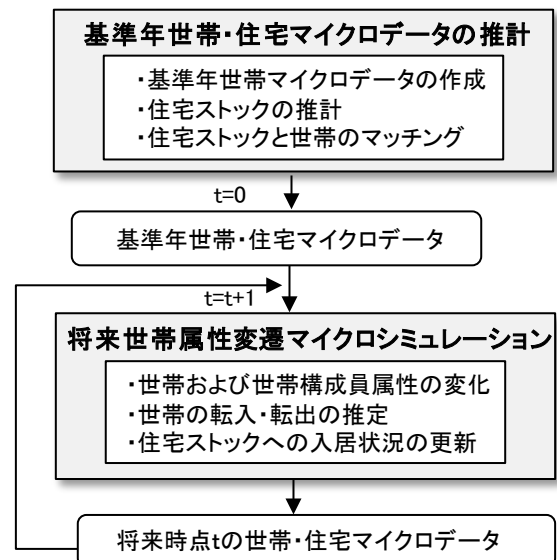 基準年世帯・住宅マイクロデータの推計
・基準年世帯マイクロデータの作成
・住宅ストックの推計
・住宅ストックと世帯のマッチング
t=0
基準年世帯・住宅マイクロデータ
t=t+1
将来世帯属性変遷マイクロシミュレーション
・世帯および世帯構成員属性の変化
・世帯の転入・転出の推定
・住宅ストックへの入居状況の更新
将来時点tの世帯・住宅マイクロデータ